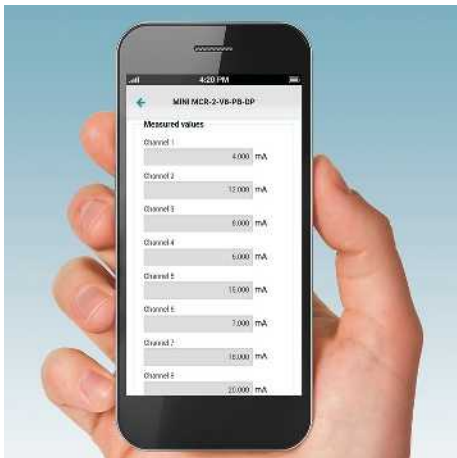 4:20 PM
MINI MCR-2-V8-PB-DP
Measured values
Channel 1
4.000 mA
Channel 2
12.000 mA
Channel 3
8.000 mA
Channel 4
6.000 mA
Channel 5
15.000 mA
Channel 6
7.000 mA
Channel 7
18.000 mA
Channel 8
20.000 mA